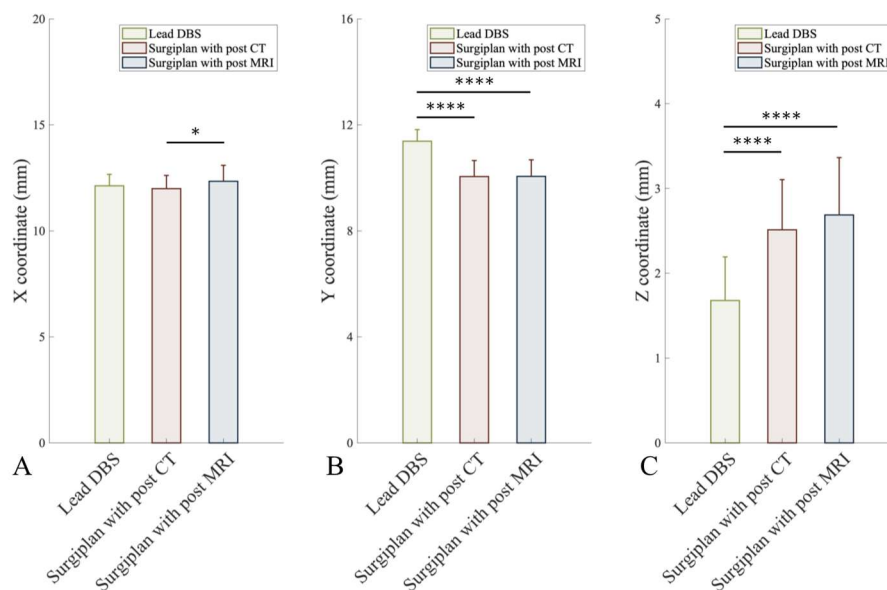 20
15
10
5
0
X coordinate (mm)
Lead DBS
Surgiplan with post CT
Surgiplan with post MRI
*
Lead DBS
Surgiplan with post CT
Surgiplan with post MRI
A
16
12
8
4
0
Y coordinate (mm)
Lead DBS
Surgiplan with post CT
Surgiplan with post MRI
****
****
Lead DBS
Surgiplan with post CT
Surgiplan with post MRI
B
5
4
3
2
1
0
Z coordinate (mm)
Lead DBS
Surgiplan with post CT
Surgiplan with post MRI
****
****
Lead DBS
Surgiplan with post CT
Surgiplan with post MRI
C